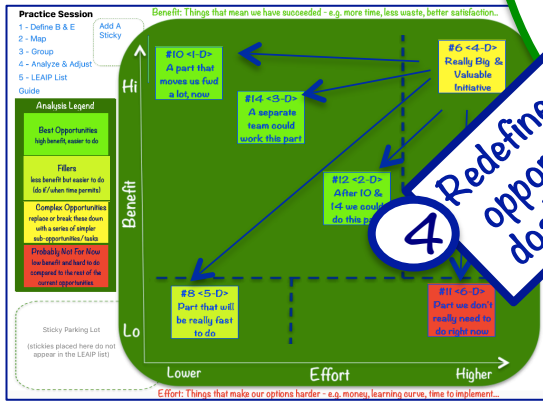 Practice Session
1 - Define B & E
2 - Map
3 - Group
4 - Analyze & Adjust
5 - LEAIP List
Guide
Add A
Sticky
Analysis Legend
Best Opportunities
high benefit, easier to do
Fillers
less benefit but easier to do
(do if/when time permits)
Complex Opportunities
replace or break these down
with a series of simpler
sub-opportunities/tasks
Probably Not For Now
low benefit and hard to do
compared to the rest of the
current opportunities
Sticky Parking Lot
(stickies placed here do not
appear in the LEAIP list)
Benefit: Things that mean we have succeeded - e.g. more time, less waste, better satisfaction..
Hi
Benefit
Lo
#10 <1-D>
A part that
moves us fwd
a lot, now
#6 <4-D>
Really Big &
Valuable
Initiative
#14 <3-D>
A separate
team could
work this part
#12 <2-D>
After 10 &
14 we could
do this
#8 <5-D>
Part that will
be really fast
to do
#11 <6-D>
Part we don't
really need to
do right now
4
Redefine
Lower
Effort
Higher
Effort: Things that make our options harder - e.g. money, learning curve, time to implement...